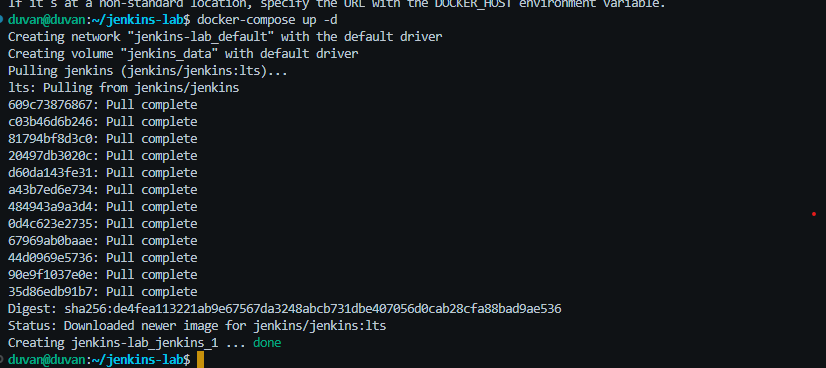 If it's at a non-standard location, specify the URL with the DOCKER_HOST environment variable.
duvan@duvan:~/jenkins-lab$ docker-compose up -d
Creating network "jenkins-lab_default" with the default driver
Creating volume "jenkins_data" with default driver
Pulling jenkins (jenkins/jenkins:lts)...
lts: Pulling from jenkins/jenkins
609c73876867: Pull complete
c03b46d6b246: Pull complete
81794bf8d3c0: Pull complete
20497db3020c: Pull complete
d60da143fe31: Pull complete
a43b7ed6e734: Pull complete
484943a9a3d4: Pull complete
0d4c623e2735: Pull complete
67969ab0baae: Pull complete
44d0969e5736: Pull complete
90e9f1037e0e: Pull complete
35d86edb91b7: Pull complete
Digest: sha256:de4fea113221ab9e67567da3248abcb731dbe407056d0cab28cfa88bad9ae536
Status: Downloaded newer image for jenkins/jenkins:lts
Creating jenkins-lab_jenkins_1 ... done
duvan@duvan:~/jenkins-lab$